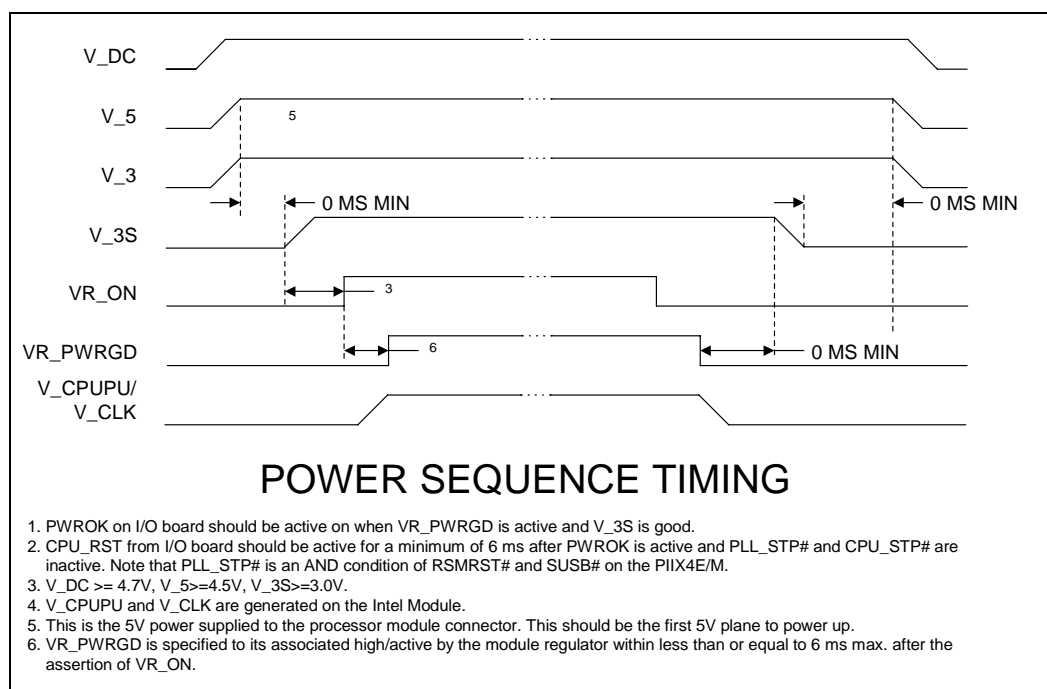 V_DC
. . .
V_5
5
. . .
V_3
. . .
0 MS MIN
0 MS MIN
V_3S
. . .
VR_ON
3
. . .
VR_PWRGD
6
. . .
0 MS MIN
V_CPUPU/
V_CLK
. . .
POWER SEQUENCE TIMING
1. PWROK on I/O board should be active on when VR_PWRGD is active and V_3S is good.
2. CPU_RST from I/O board should be active for a minimum of 6 ms after PWROK is active and PLL_STP# and CPU_STP# are
inactive. Note that PLL_STP# is an AND condition of RSMRST# and SUSB# on the PIIX4E/M.
3. V_DC >= 4.7V, V_5>=4.5V, V_3S>=3.0V.
4. V_CPUPU and V_CLK are generated on the Intel Module.
5. This is the 5V power supplied to the processor module connector. This should be the first 5V plane to power up.
6. VR_PWRGD is specified to its associated high/active by the module regulator within less than or equal to 6 ms max. after the
assertion of VR_ON.